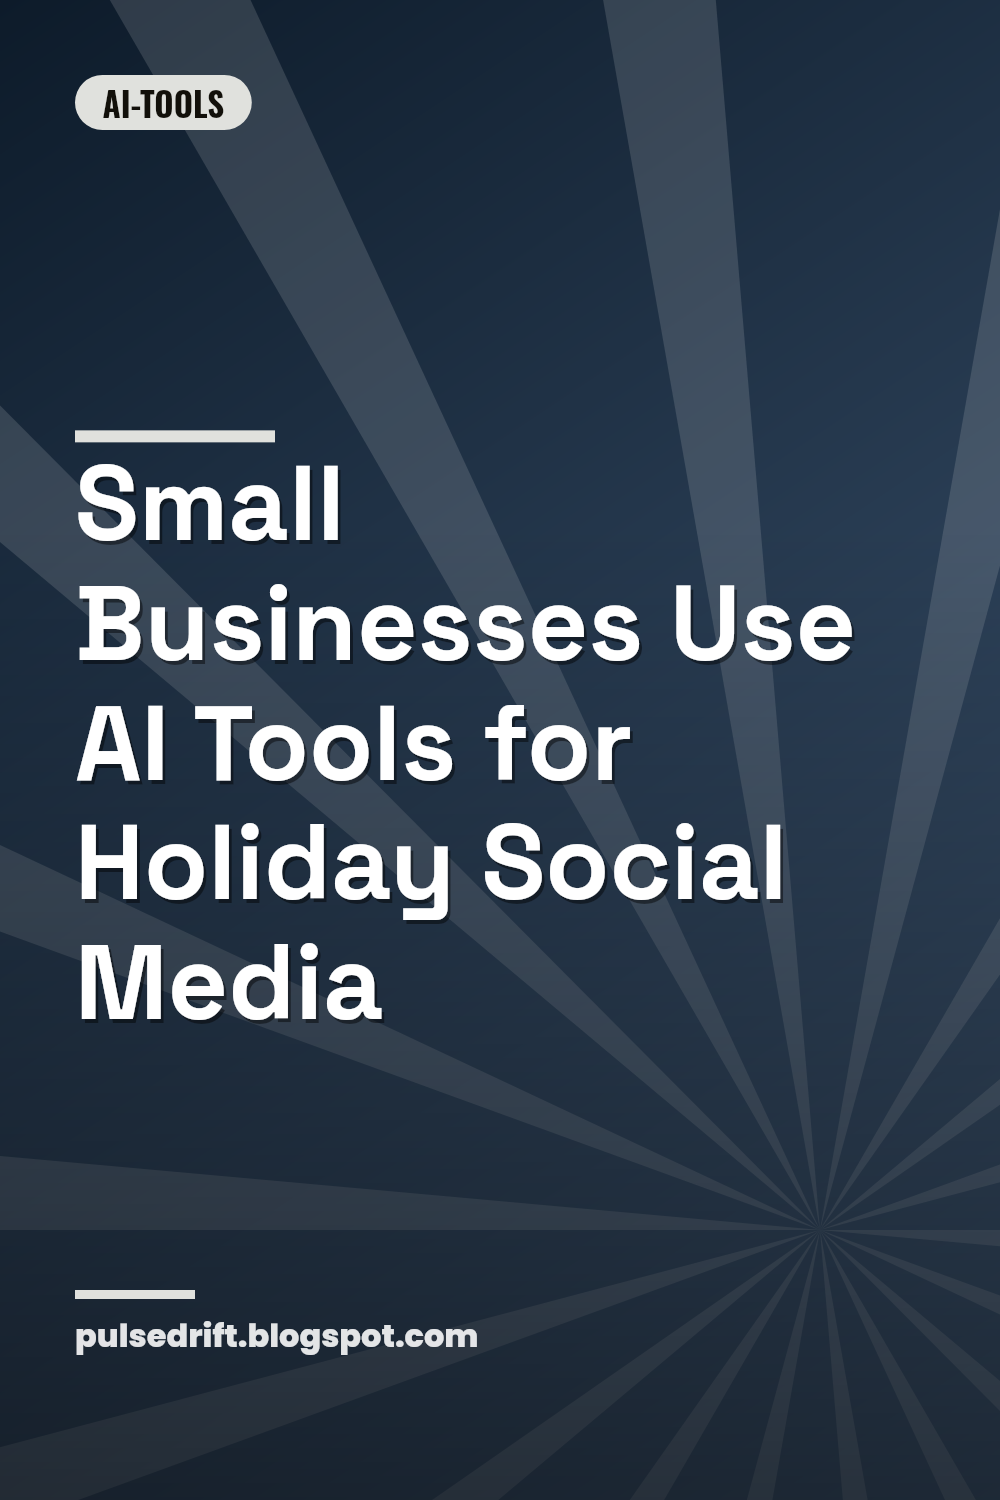 AI-TOOLS
Small
Businesses Use
AI Tools for
Holiday Social
Media
pulsedrift.blogspot.com